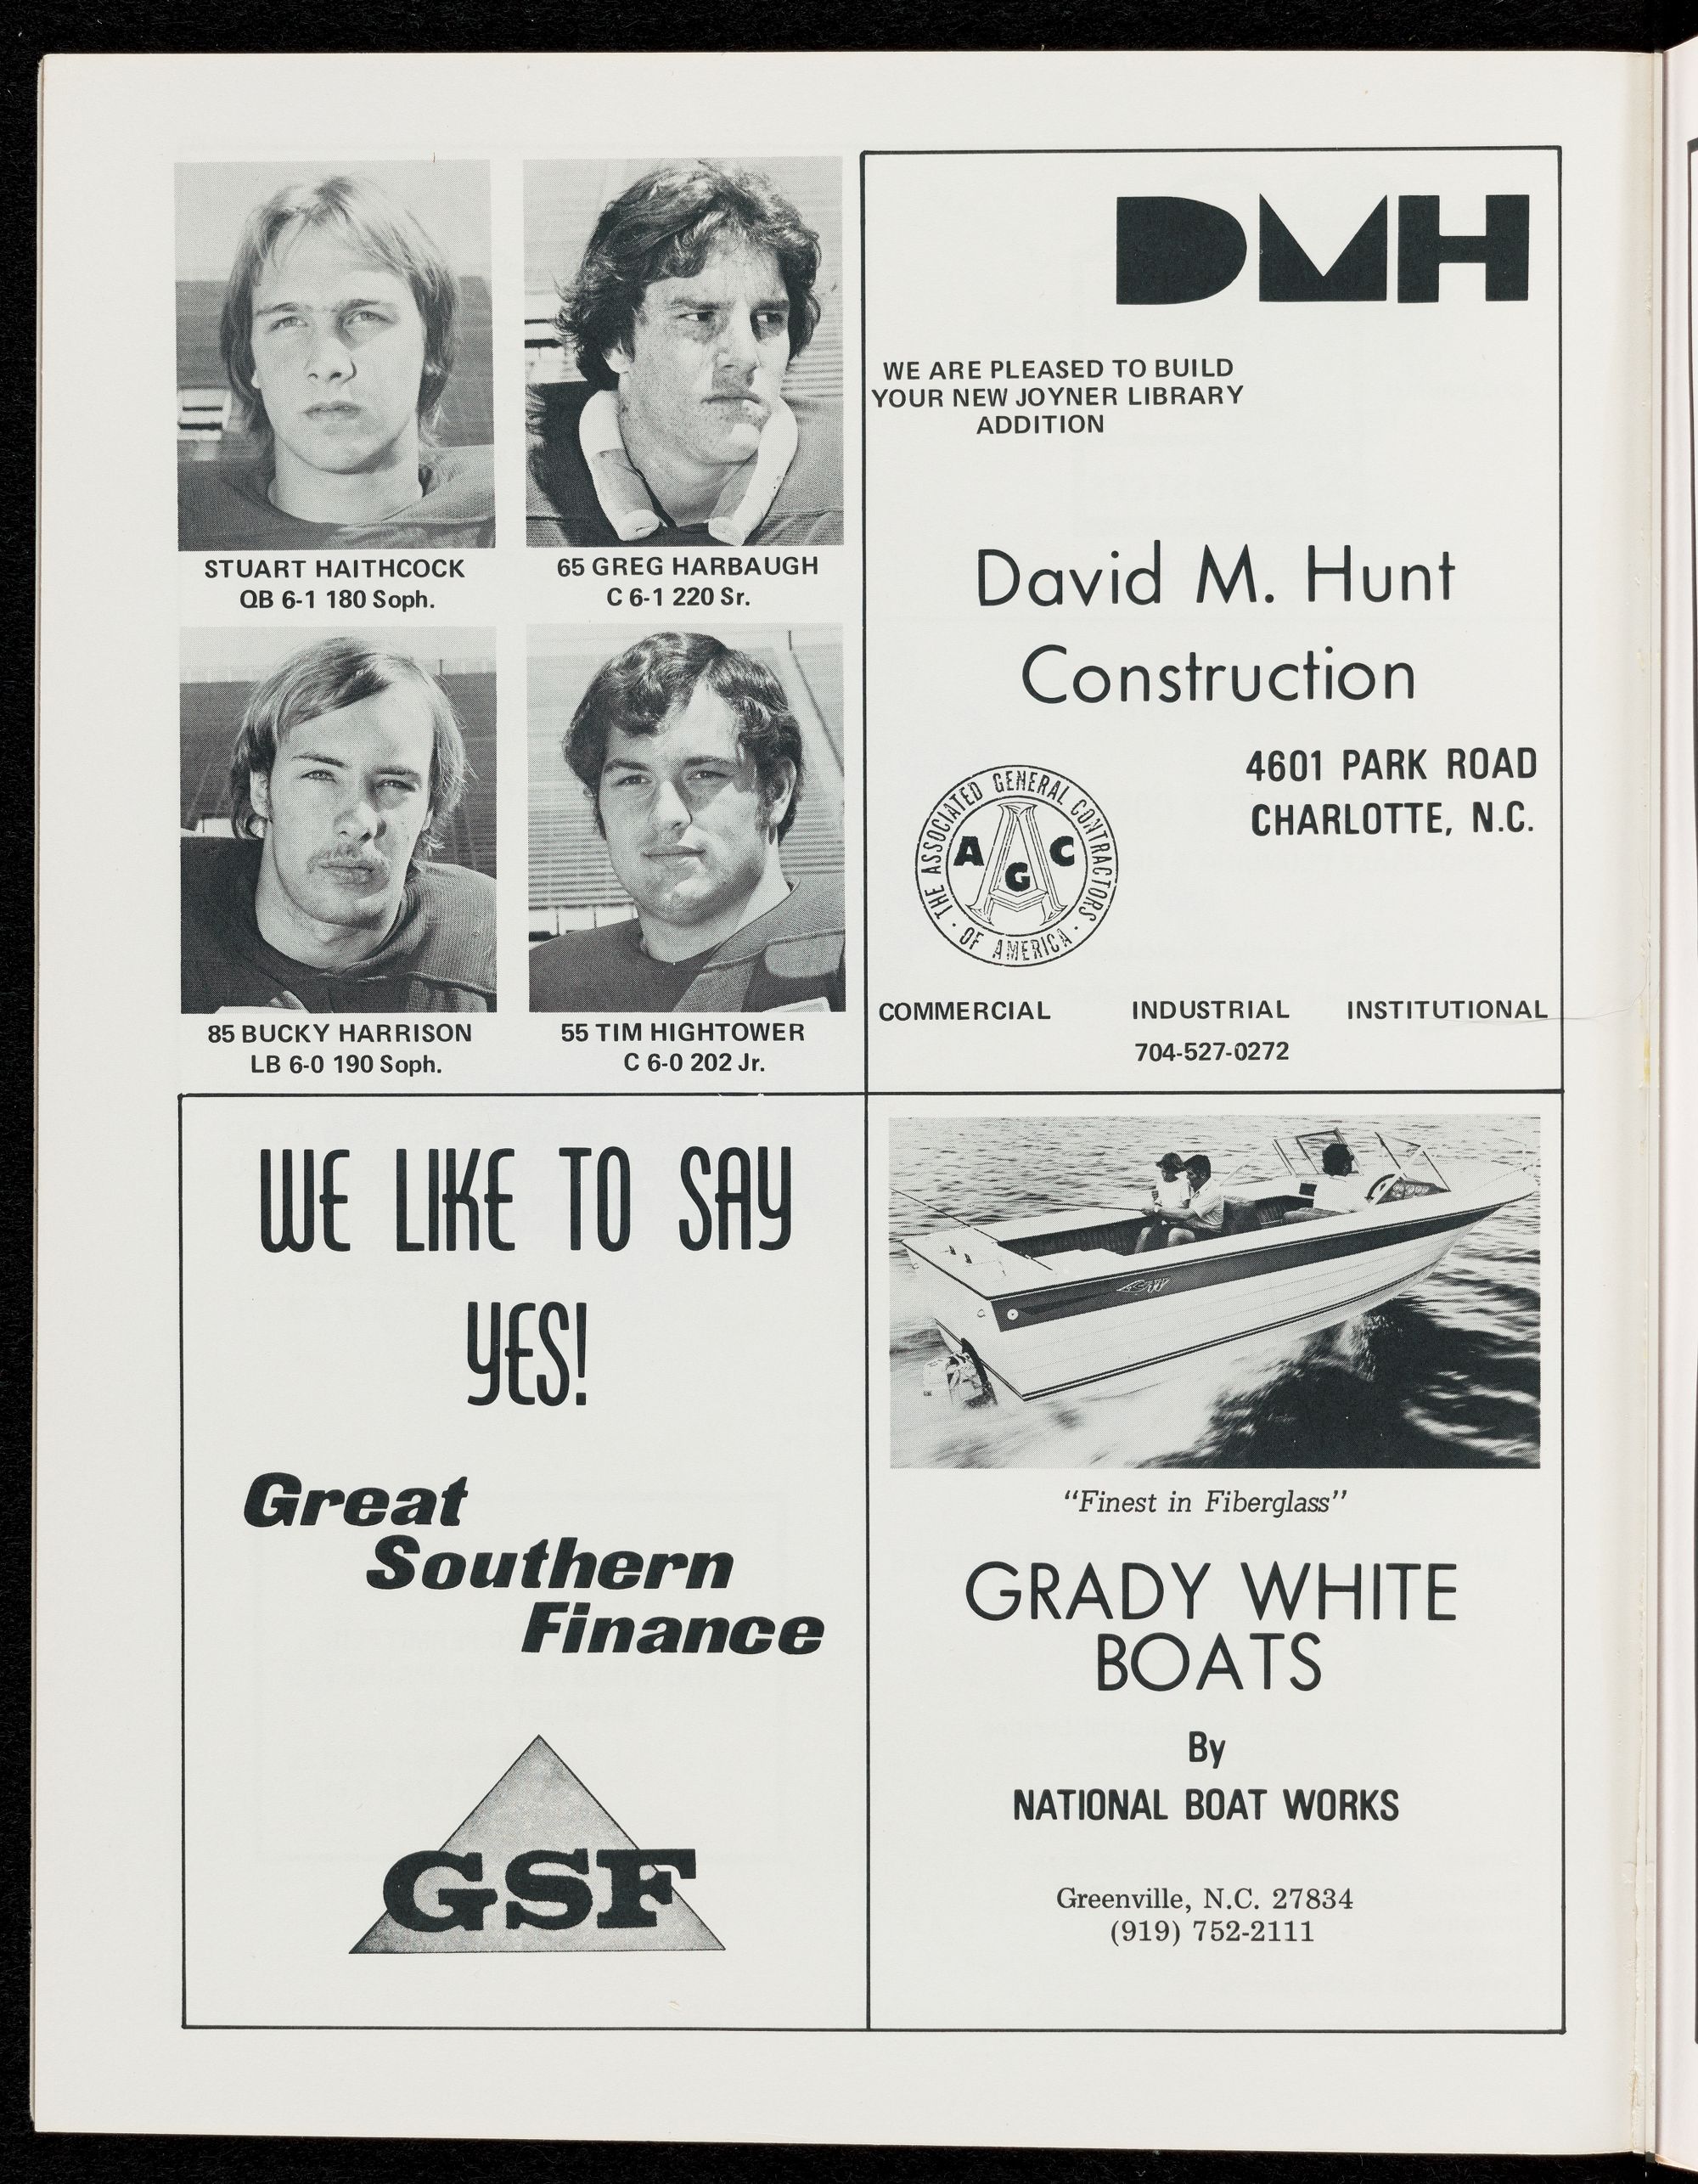 STUART HAITHCOCK
QB 6-1 180 Soph.
65 GREG HARBAUGH
C 6-1 220 Sr.
85 BUCKY HARRISON
LB 6-0 190 Soph.
55 TIM HIGHTOWER
C 6-0 202 Jr.
DMH
WE ARE PLEASED TO BUILD
YOUR NEW JOYNER LIBRARY
ADDITION
David M. Hunt
Construction
4601 PARK ROAD
CHARLOTTE, N.C.
THE ASSOCIATED GENERAL CONTRACTORS
· OF AMERICA ·
A G C
COMMERCIAL INDUSTRIAL INSTITUTIONAL
704-527-0272
WE LIKE TO SAY
YES!
Great
Southern
Finance
GSF
"Finest in Fiberglass"
GRADY WHITE
BOATS
By
NATIONAL BOAT WORKS
Greenville, N.C. 27834
(919) 752-2111